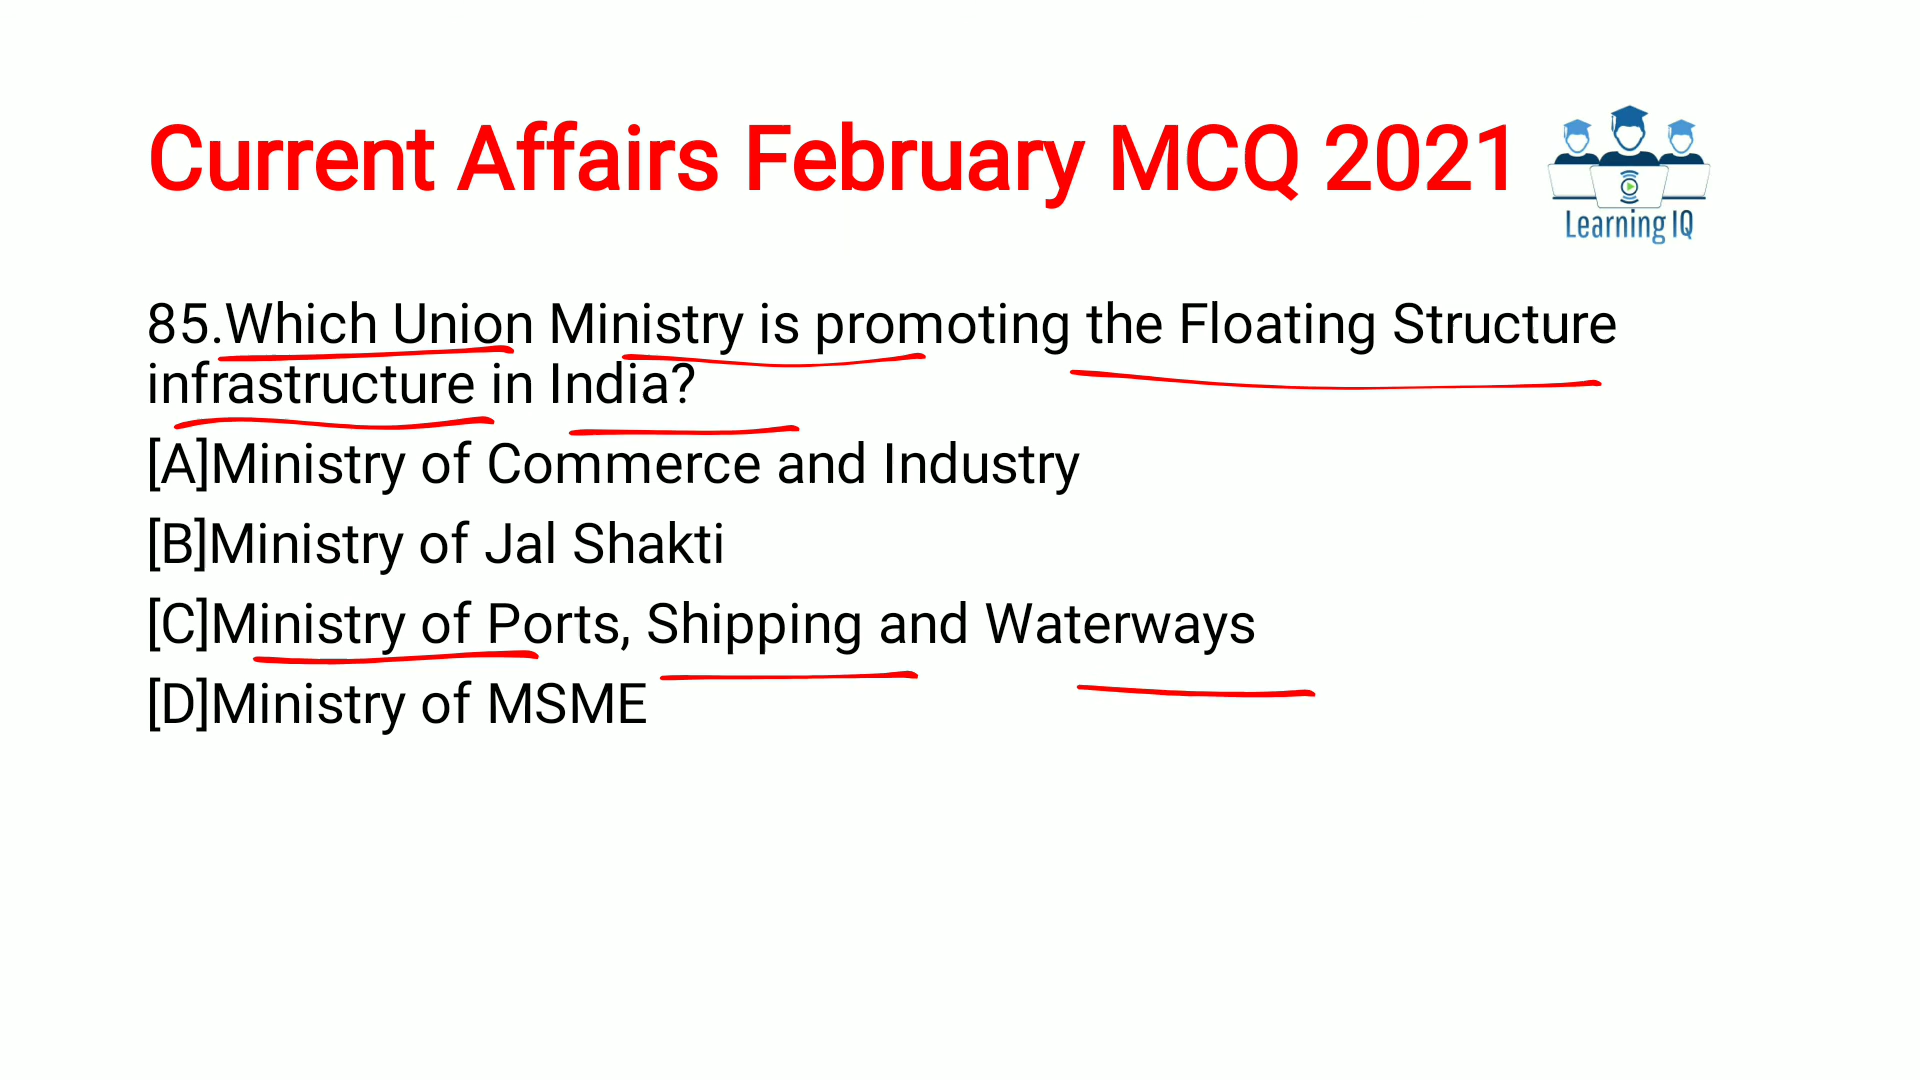 Current Affairs February MCQ 2021
Learning IQ
85.Which Union Ministry is promoting the Floating Structure
infrastructure in India?
[A]Ministry of Commerce and Industry
[B]Ministry of Jal Shakti
[C]Ministry of Ports, Shipping and Waterways
[D]Ministry of MSME